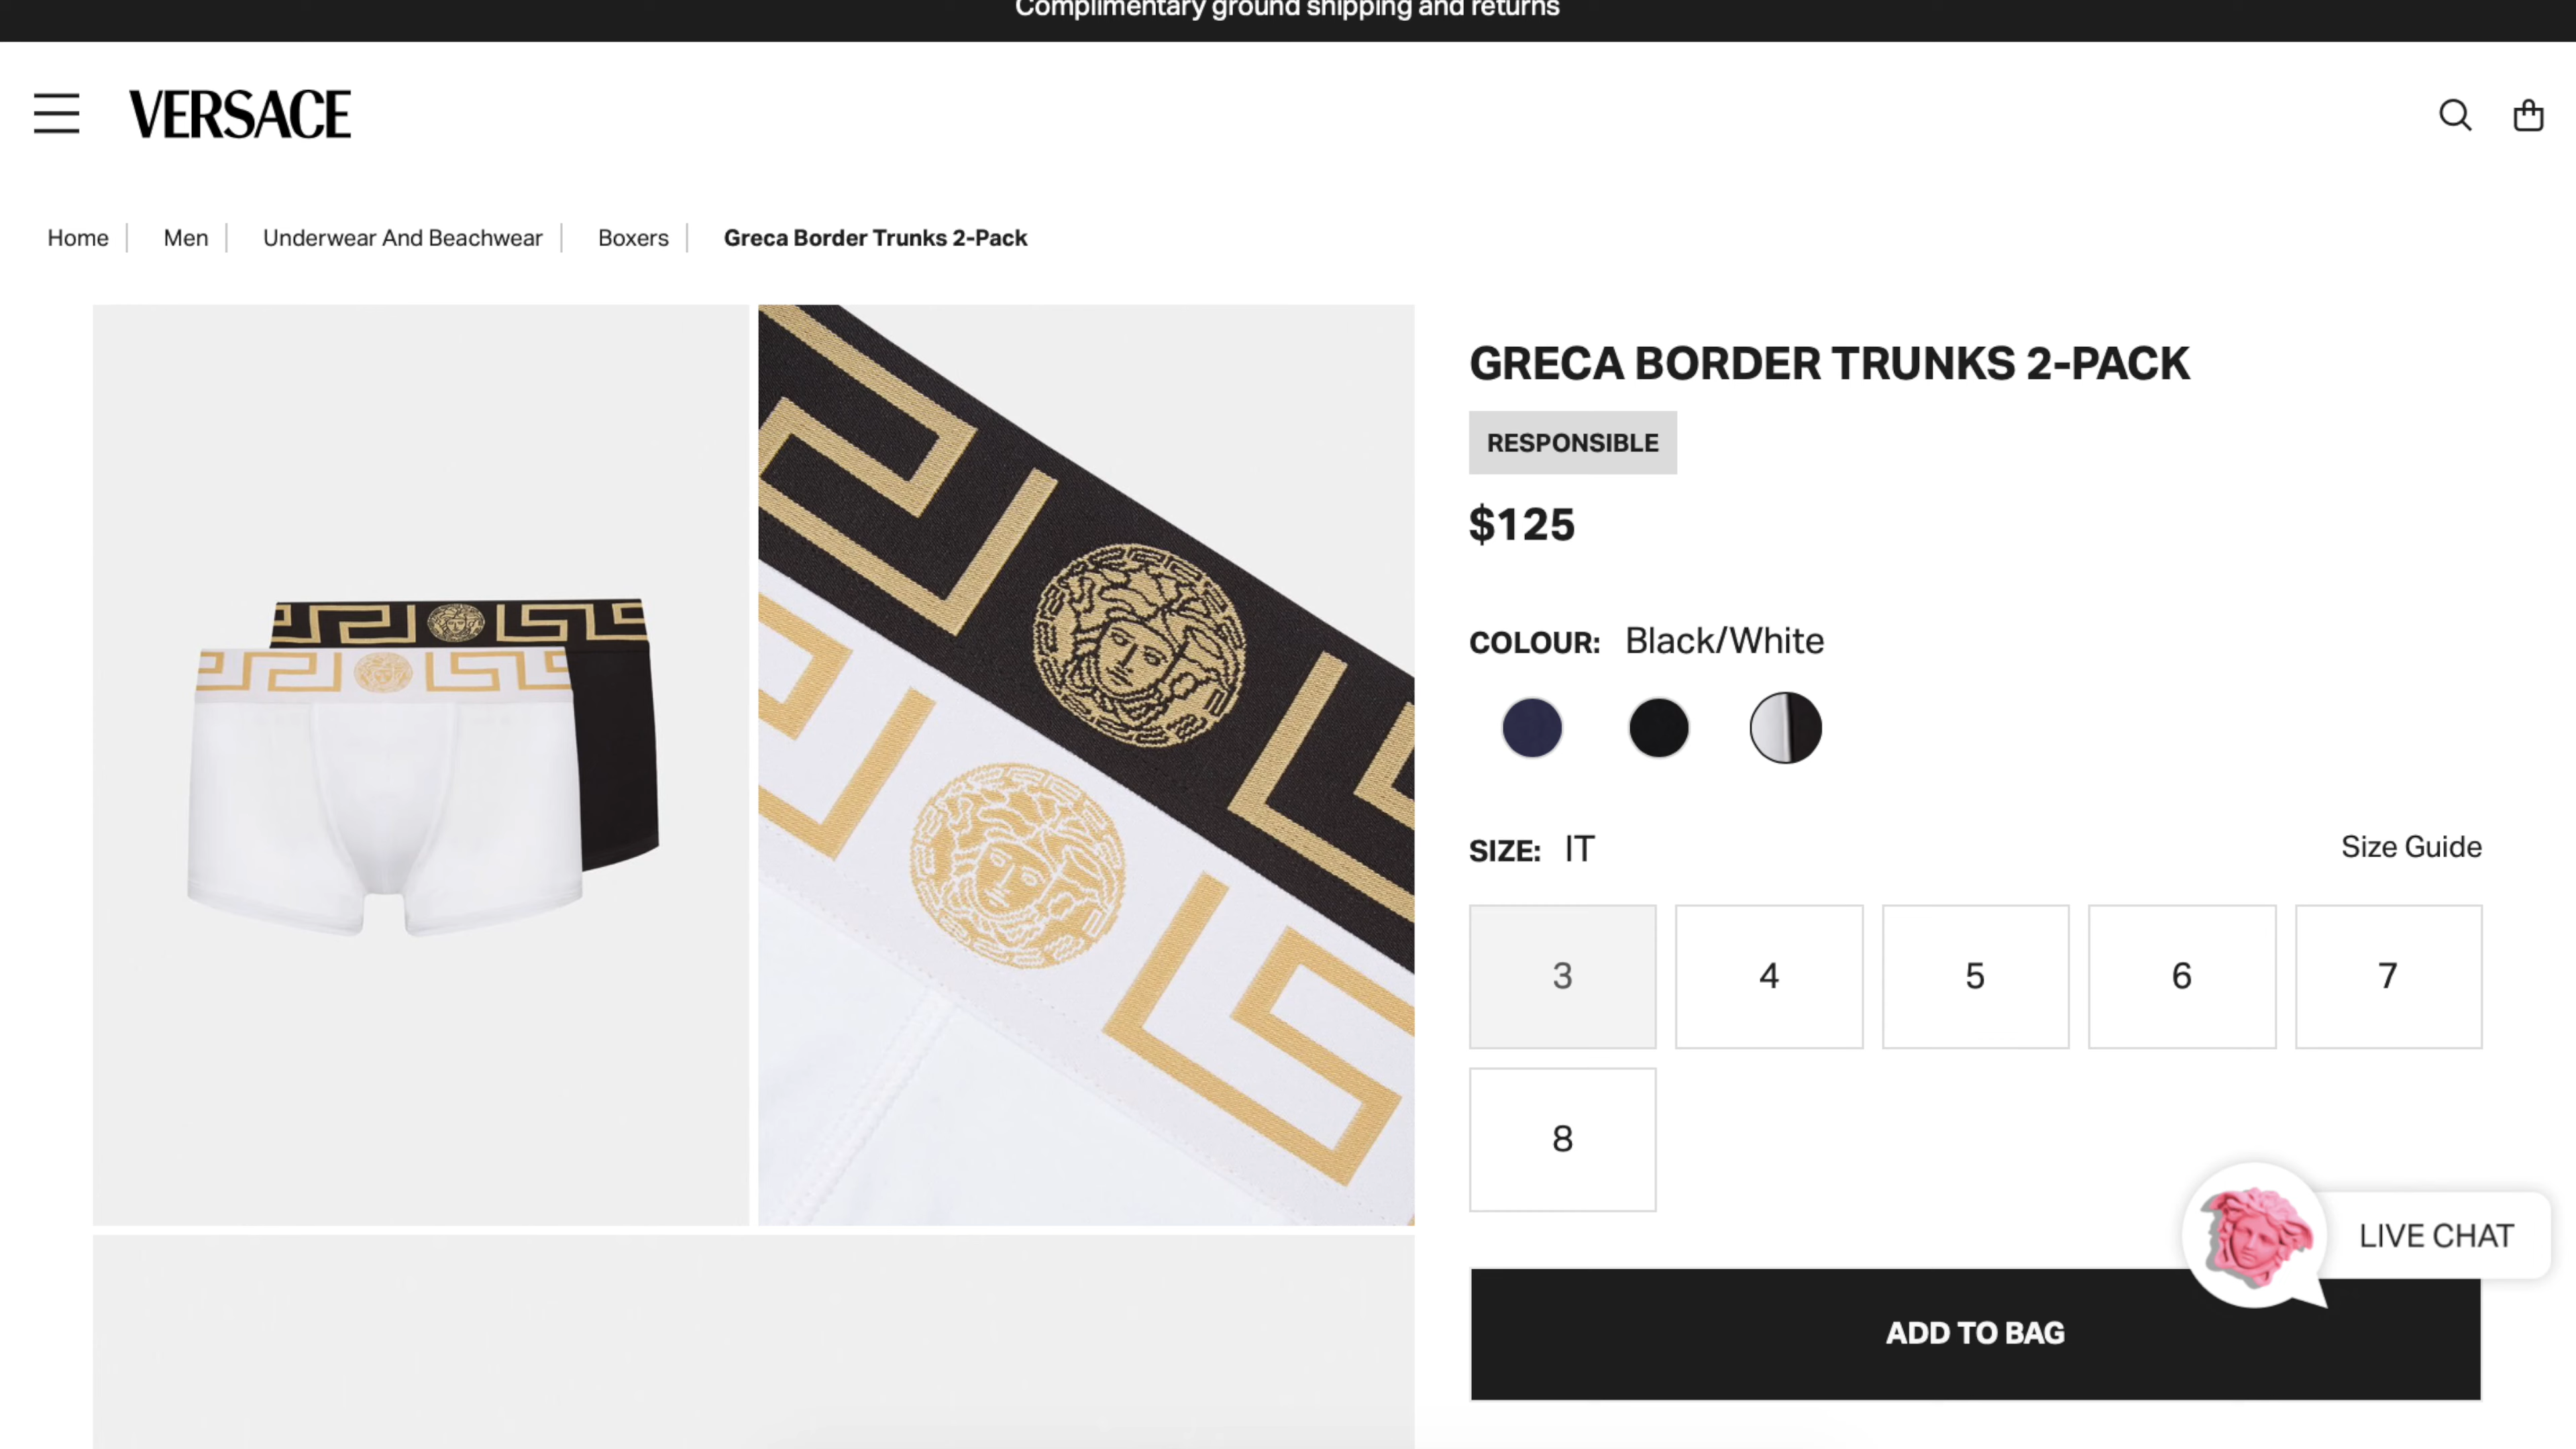 Complimentary ground shipping and returns
VERSACE
Home
Men
Underwear And Beachwear
Boxers
Greca Border Trunks 2-Pack
GRECA BORDER TRUNKS 2-PACK
RESPONSIBLE
$125
COLOUR: Black/White
SIZE: IT
Size Guide
3
4
5
6
7
8
LIVE CHAT
ADD TO BAG